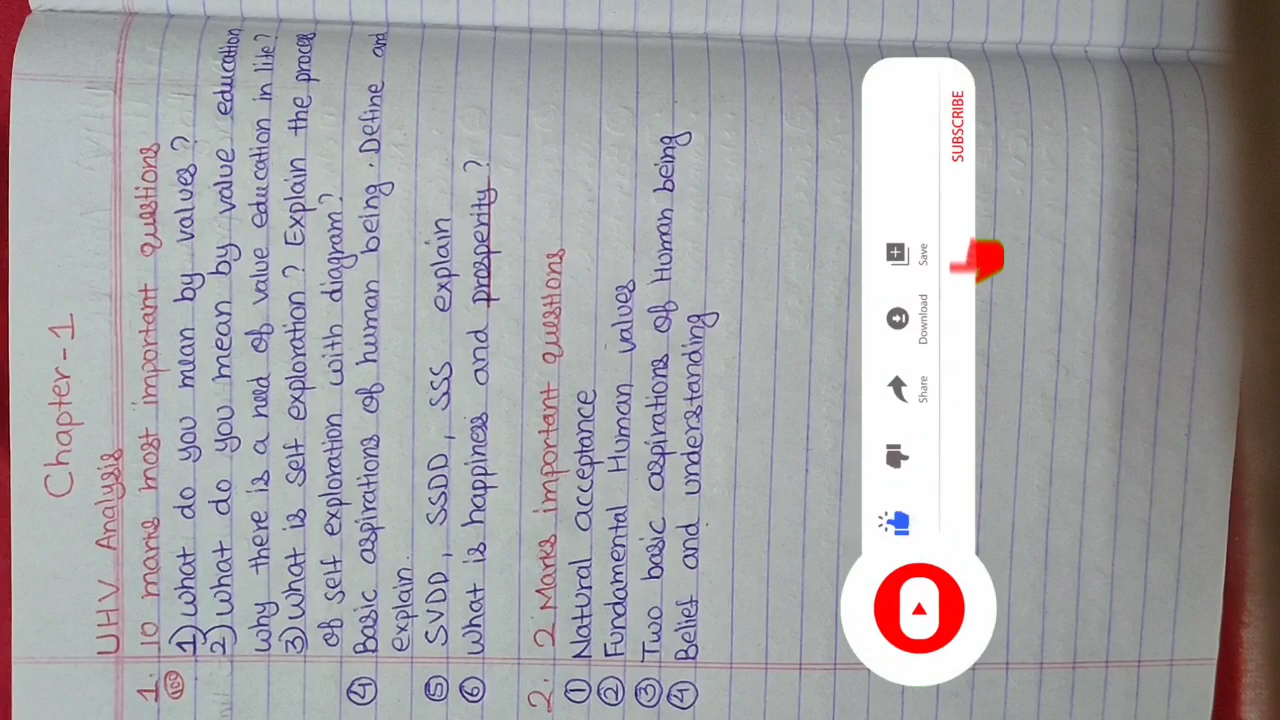 Chapter-1
UHV Analysis
1. 10 marks most important questions
100
1) What do you mean by values?
2) What do you mean by value education
why there is a need of value education in life?
3) What is self exploration? Explain the process
of self exploration with diagram?
④ Basic aspirations of human being. Define and
explain.
⑤ SVDD, SSDD, SSS explain
⑥ What is happiness and prosperity?
2. 2 Marks important questions
① Natural acceptance
② Fundamental Human values
③ Two basic aspirations of Human being
④ Belief and understanding
Share
Download
Save
SUBSCRIBE